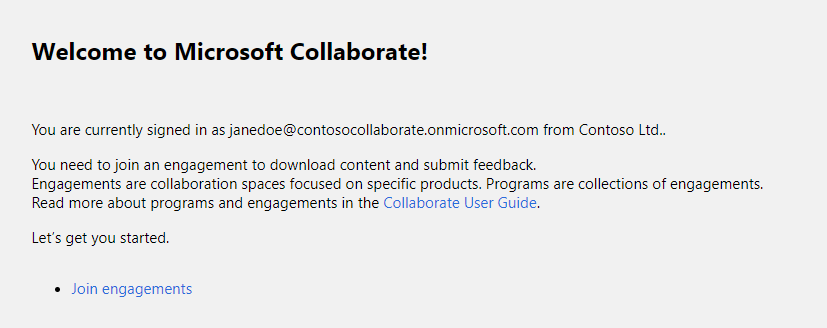 Welcome to Microsoft Collaborate!
You are currently signed in as janedoe@contosocollaborate.onmicrosoft.com from Contoso Ltd..
You need to join an engagement to download content and submit feedback.
Engagements are collaboration spaces focused on specific products. Programs are collections of engagements.
Read more about programs and engagements in the Collaborate User Guide.
Let's get you started.
• Join engagements